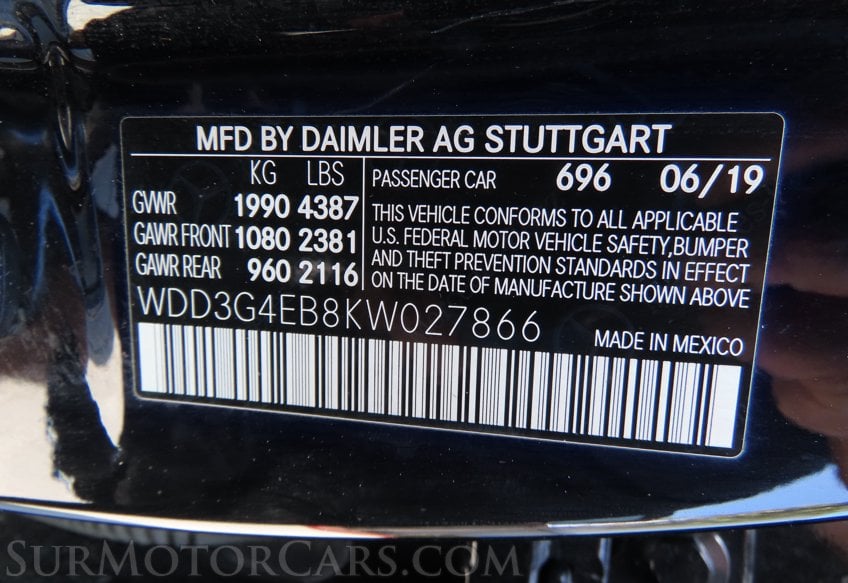 MFD BY DAIMLER AG STUTTGART
KG LBS
GVWR 1990 4387
GAWR FRONT 1080 2381
GAWR REAR 960 2116
PASSENGER CAR 696 06/19
THIS VEHICLE CONFORMS TO ALL APPLICABLE
U.S. FEDERAL MOTOR VEHICLE SAFETY,BUMPER
AND THEFT PREVENTION STANDARDS IN EFFECT
ON THE DATE OF MANUFACTURE SHOWN ABOVE
WDD3G4EB8KW027866
MADE IN MEXICO
SurMotorCars.com